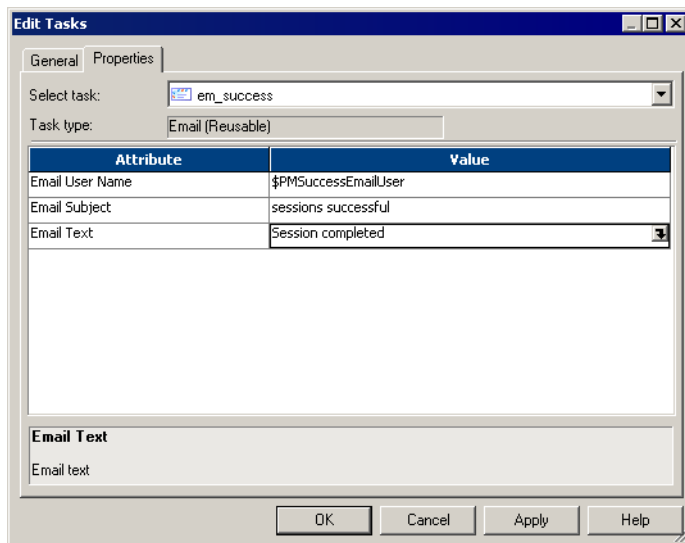 Edit Tasks
General Properties
Select task: em_success
Task type: Email (Reusable)
Attribute Value
Email User Name $PMSuccessEmailUser
Email Subject sessions successful
Email Text Session completed
Email Text
Email text
OK Cancel Apply Help